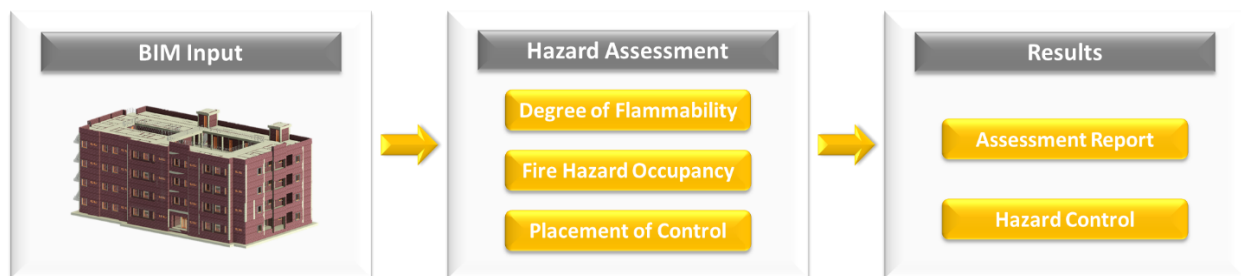 BIM Input
Hazard Assessment
Degree of Flammability
Fire Hazard Occupancy
Placement of Control
Results
Assessment Report
Hazard Control